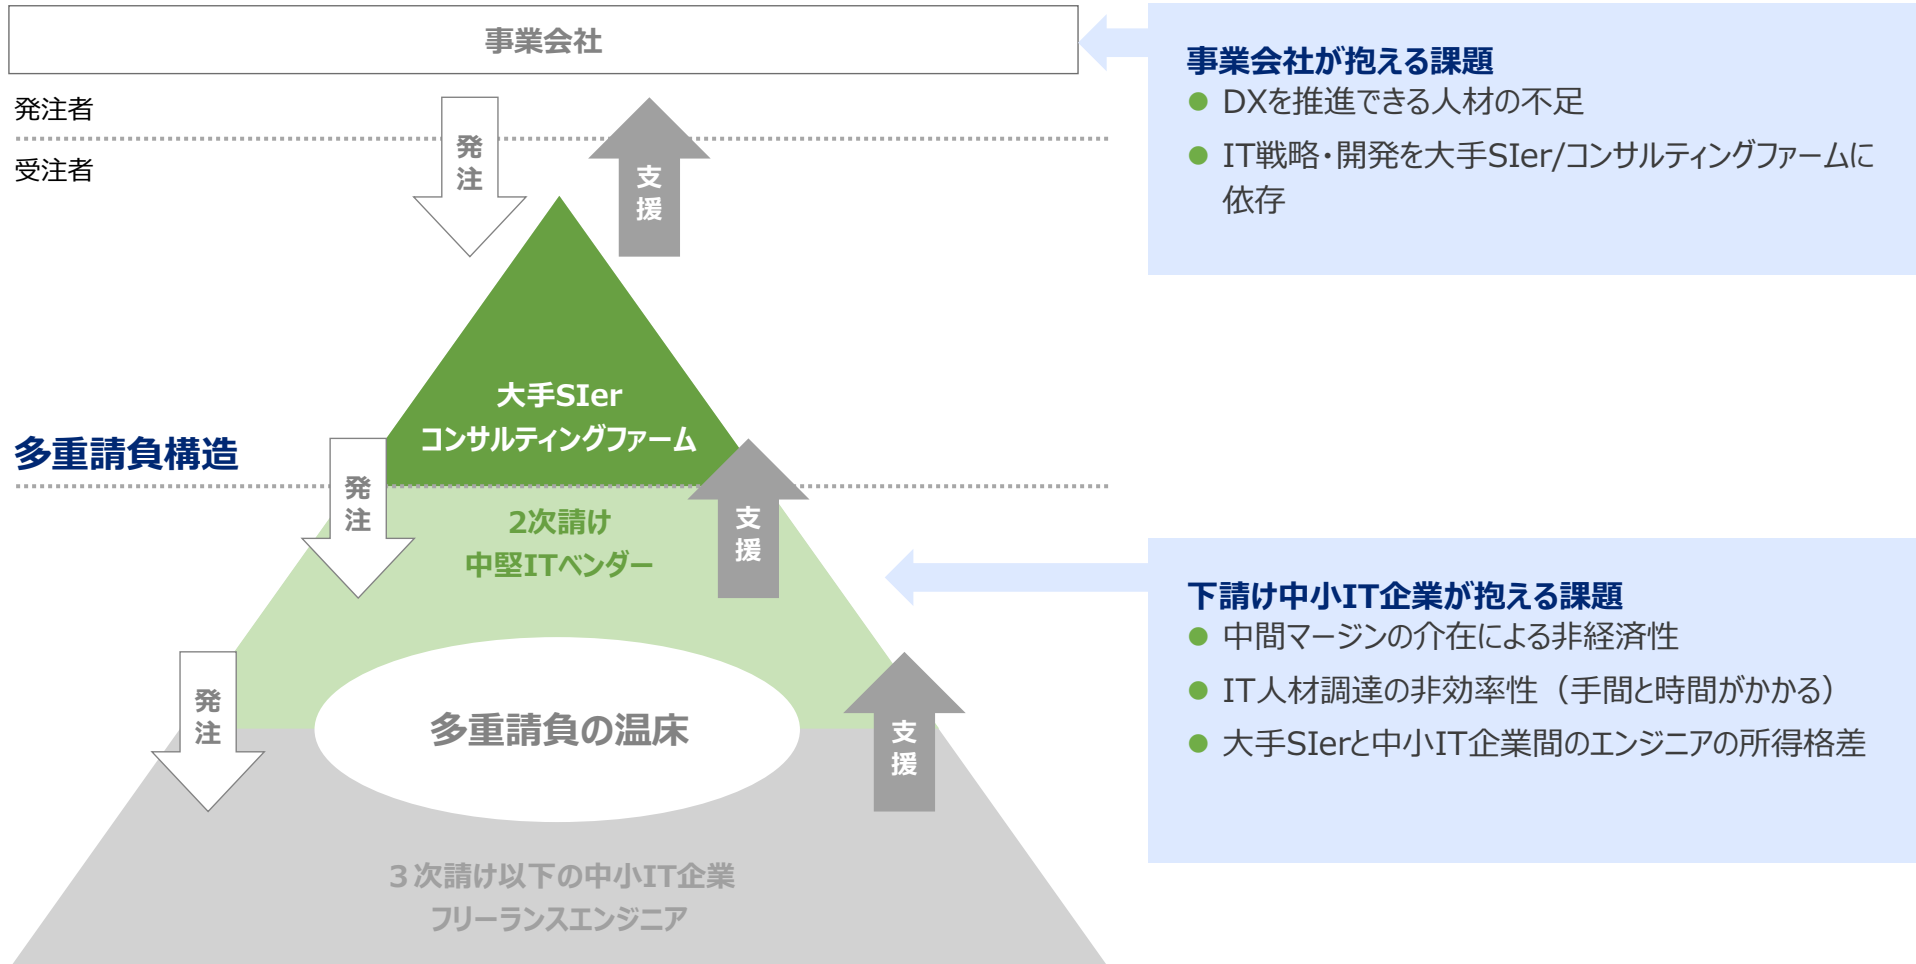 事業会社
発注者
受注者
発注
支援
大手SIer
コンサルティングファーム
多重請負構造
発注
支援
2次請け
中堅ITベンダー
発注
支援
多重請負の温床
３次請け以下の中小IT企業
フリーランスエンジニア
事業会社が抱える課題
● DXを推進できる人材の不足
● IT戦略・開発を大手SIer/コンサルティングファームに
依存
下請け中小IT企業が抱える課題
● 中間マージンの介在による非経済性
● IT人材調達の非効率性（手間と時間がかかる）
● 大手SIerと中小IT企業間のエンジニアの所得格差